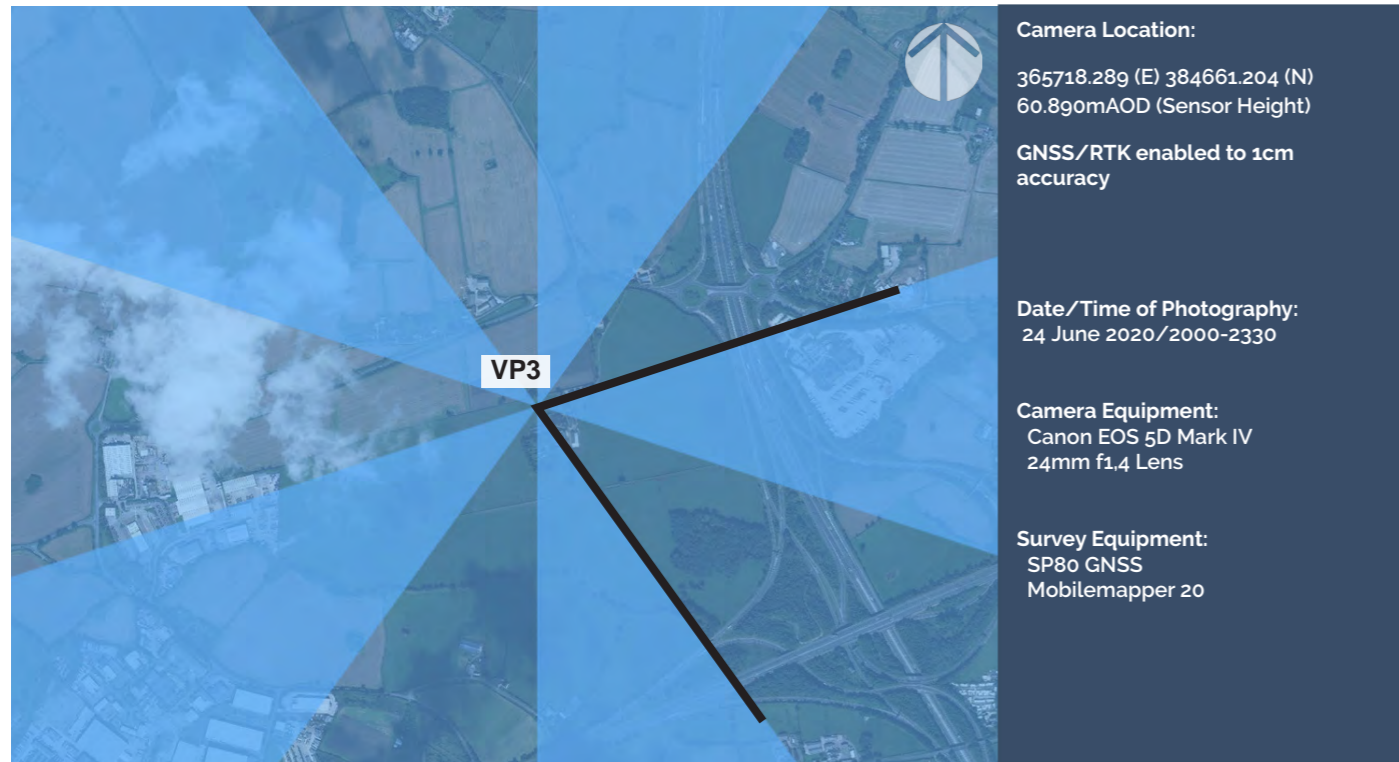 VP3
Camera Location:
365718.289 (E) 384661.204 (N)
60.890mAOD (Sensor Height)
GNSS/RTK enabled to 1cm
accuracy
Date/Time of Photography:
24 June 2020/2000-2330
Camera Equipment:
Canon EOS 5D Mark IV
24mm f1,4 Lens
Survey Equipment:
SP80 GNSS
Mobilemapper 20